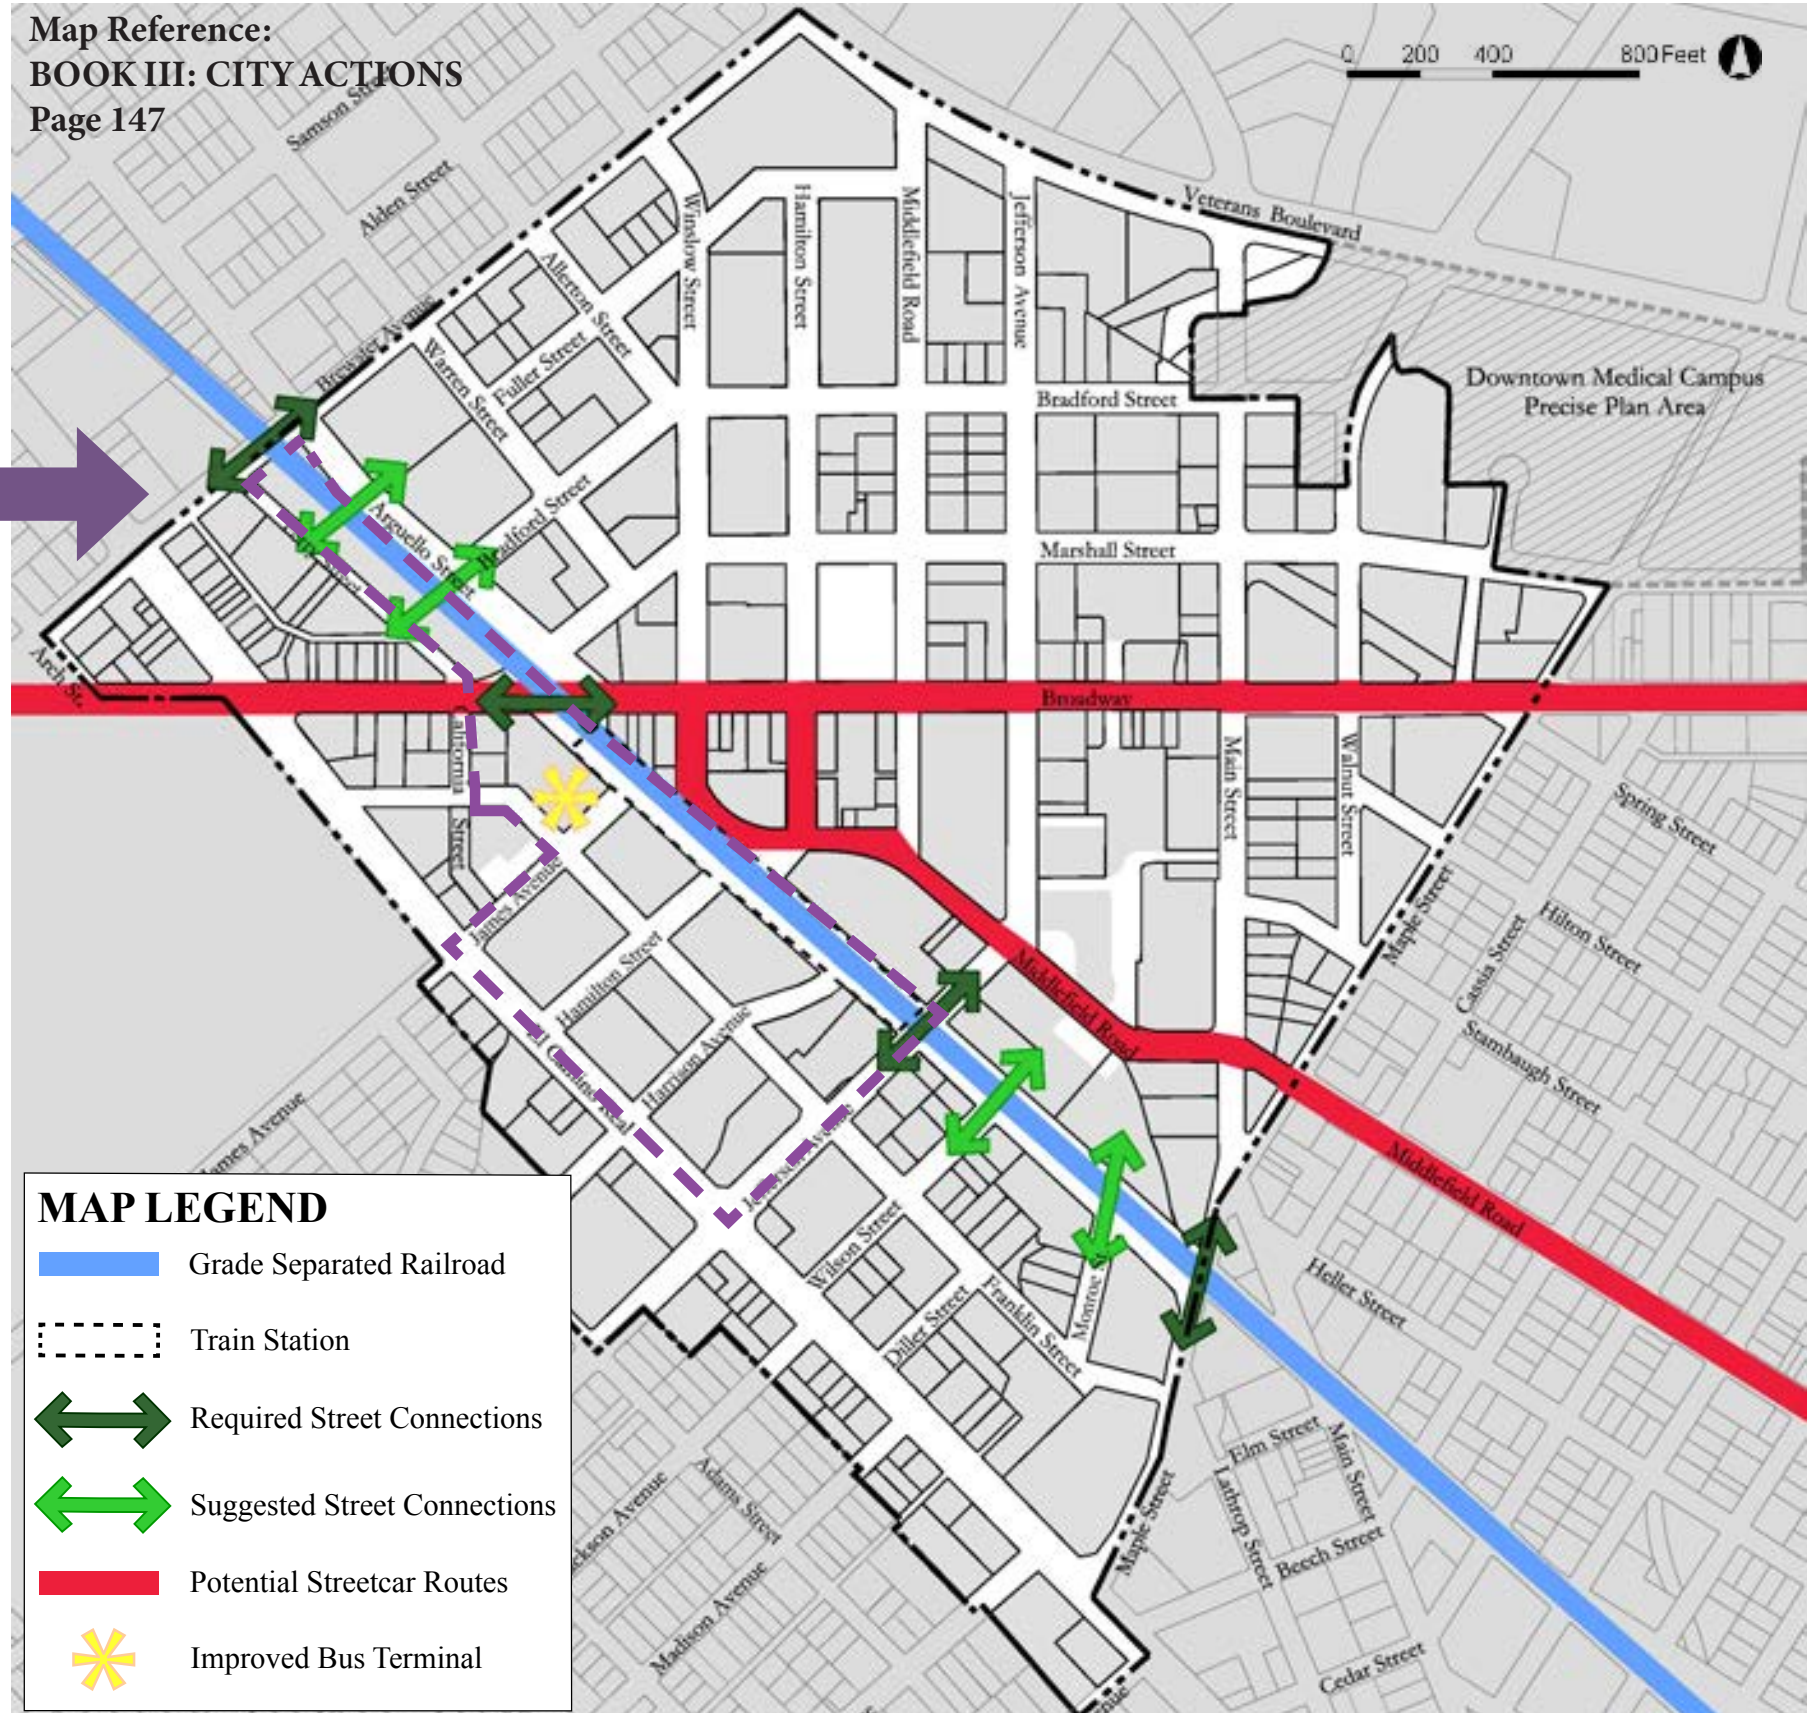 Map Reference:
BOOK III: CITY ACTIONS
Page 147
0 200 400 800 Feet
Samson Street
Alden Street
Brewster Avenue
Warren Street
Allerton Street
Fuller Street
Winslow Street
Hamilton Street
Middlefield Road
Jefferson Avenue
Veterans Boulevard
Downtown Medical Campus
Precise Plan Area
Bradford Street
Bradford Street
Arguello Street
Marshall Street
Arch St.
Broadway
California
Street
Main Street
Walnut Street
Spring Street
Maple Street
Hilton Street
Cassia Street
Stambaugh Street
James Avenue
Hamilton Street
Harrison Avenue
El Camino Real
Jefferson Avenue
Middlefield Road
Middlefield Road
Wilson Street
Diller Street
Franklin Street
Monroe
Heller Street
James Avenue
Elm Street
Main Street
Lathrop Street
Beech Street
Maple Street
Cedar Street
Adams Street
Madison Avenue
MAP LEGEND
Grade Separated Railroad
Train Station
Required Street Connections
Suggested Street Connections
Potential Streetcar Routes
Improved Bus Terminal